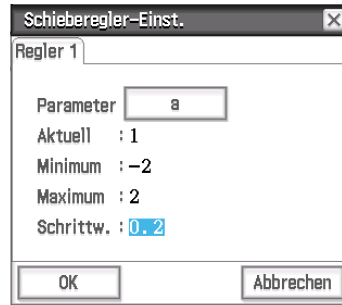 Schieberegler-Einst.
Regler 1
Parameter a
Aktuell : 1
Minimum : -2
Maximum : 2
Schrittw. : 0.2
OK Abbrechen